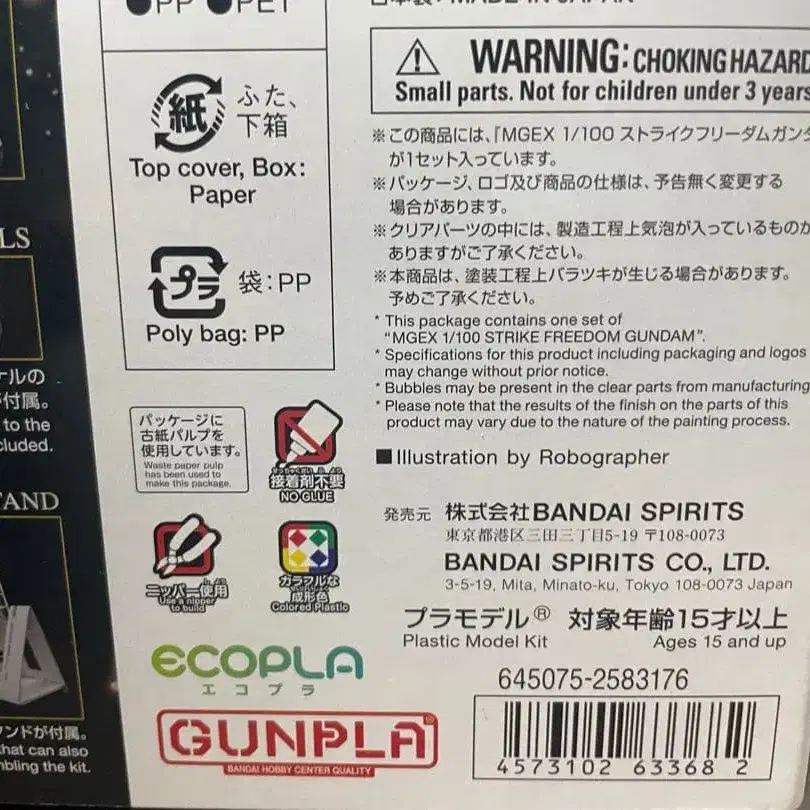 PP PET
MADE IN JAPAN
紙 ふた、
下箱
Top cover, Box:
Paper
プラ 袋:PP
Poly bag: PP
WARNING: CHOKING HAZARD
Small parts. Not for children under 3 years
※この商品には、「MGEX 1/100 ストライクフリーダムガンダ
が1セット入っています。
※パッケージ、ロゴ及び商品の仕様は、予告無く変更する
場合があります。
※クリアパーツの中には、製造工程上気泡が入っているものが
ありますがご了承ください。
※本商品は、塗装工程上バラツキが生じる場合があります。
予めご了承ください。
* This package contains one set of
"MGEX 1/100 STRIKE FREEDOM GUNDAM".
* Specifications for this product including packaging and logos
may change without prior notice.
* Bubbles may be present in the clear parts from manufacturing
* Please note that the results of the finish on the parts of this
product may vary due to the nature of the painting process.
■Illustration by Robographer
パッケージに
古紙パルプを
使用しています。
Waste paper pulp
has been used to
make this package.
接着剤不要
NO GLUE
ニッパー使用
Use a nipper
to build
カラフルな
成形色
Colored Plastic
発売元 株式会社BANDAI SPIRITS
東京都港区三田三丁目5-19 〒108-0073
BANDAI SPIRITS CO., LTD.
3-5-19, Mita, Minato-ku, Tokyo 108-0073 Japan
プラモデル® 対象年齢15才以上
Plastic Model Kit Ages 15 and up
ECOPLA
エコプラ
GUNPLA®
BANDAI HOBBY CENTER QUALITY
645075-2583176
4573102 63368 2
LS
ナルの
付属。
to the
cluded.
TAND
ンドが付属。
that can also
mbling the kit.